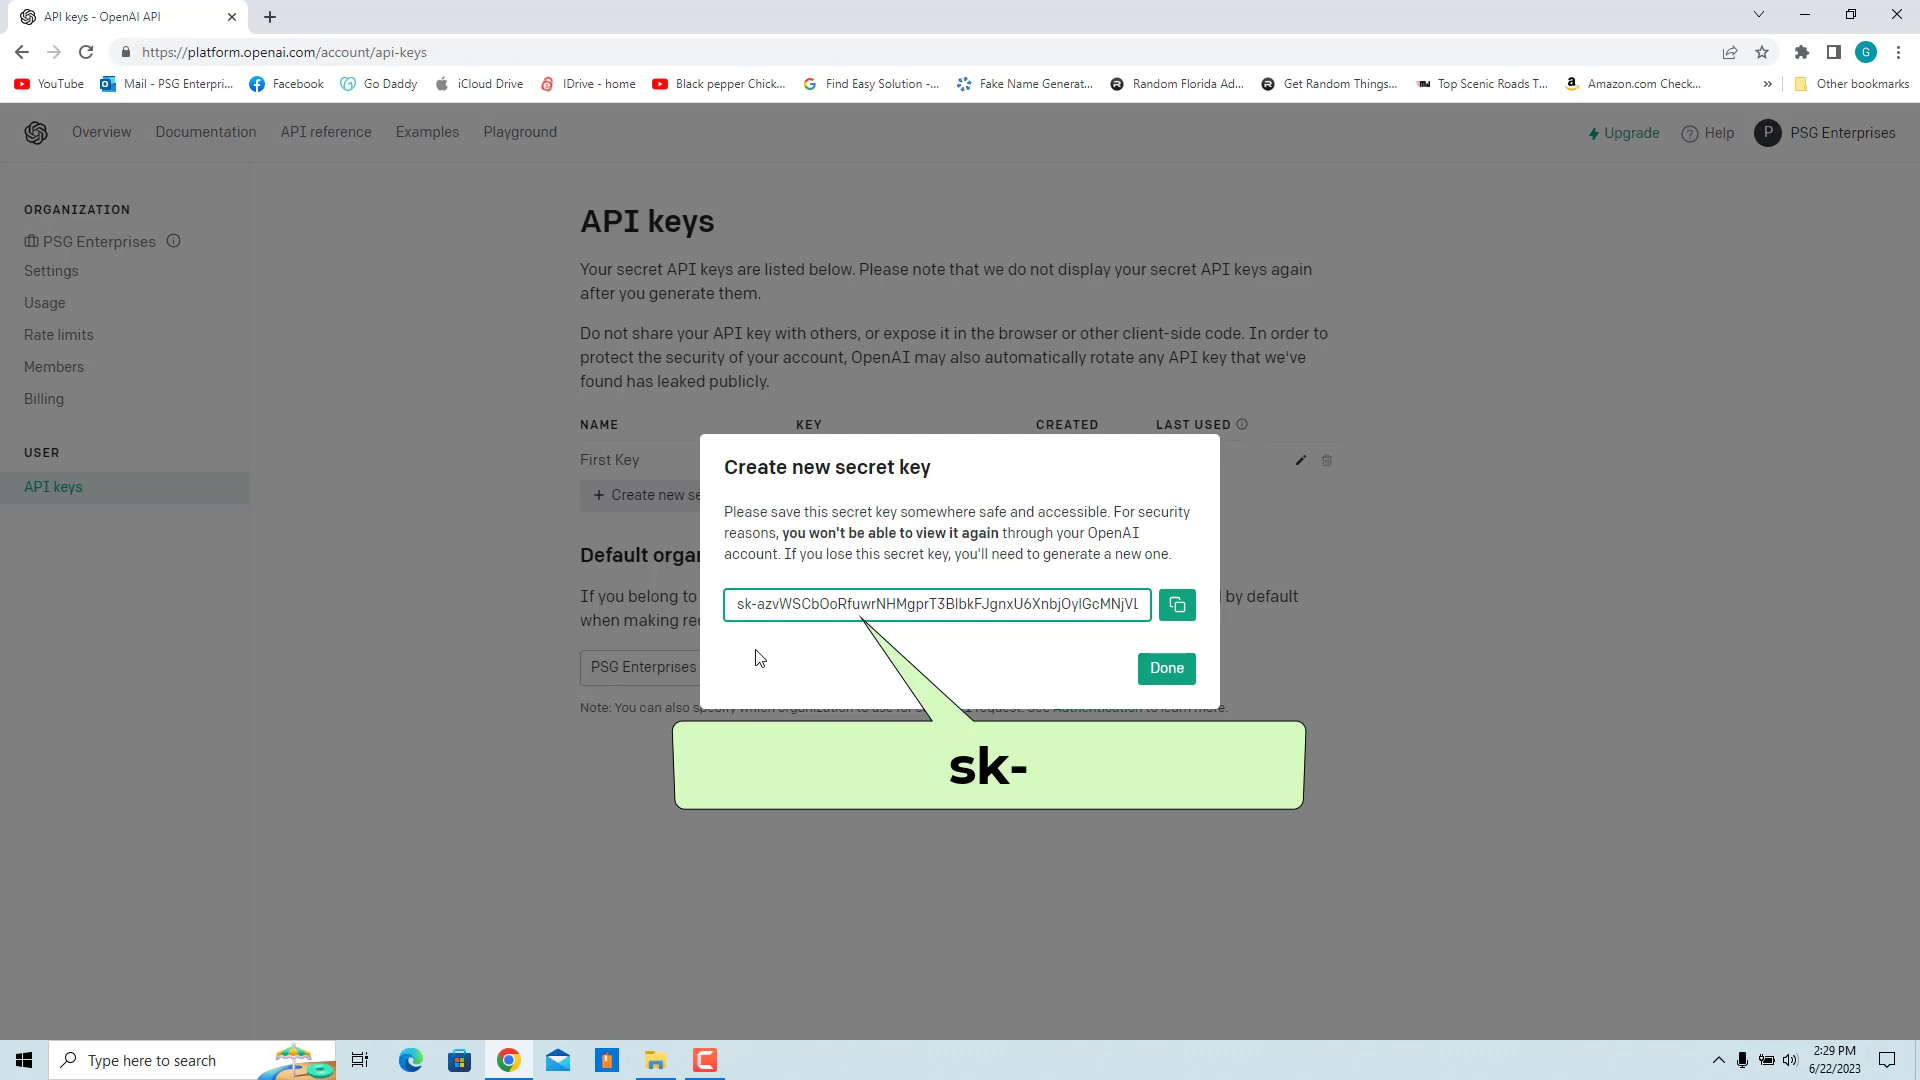 API keys - OpenAI API
https://platform.openai.com/account/api-keys
G
YouTube
Mail - PSG Enterpri...
Facebook
Go Daddy
iCloud Drive
IDrive - home
Black pepper Chick...
Find Easy Solution -...
Fake Name Generat...
Random Florida Ad...
Get Random Things...
Top Scenic Roads T...
Amazon.com Check...
»
Other bookmarks
Overview
Documentation
API reference
Examples
Playground
Upgrade
Help
P
PSG Enterprises
ORGANIZATION
PSG Enterprises
Settings
Usage
Rate limits
Members
Billing
USER
API keys
API keys
Your secret API keys are listed below. Please note that we do not display your secret API keys again
after you generate them.
Do not share your API key with others, or expose it in the browser or other client-side code. In order to
protect the security of your account, OpenAI may also automatically rotate any API key that we've
found has leaked publicly.
NAME KEY CREATED LAST USED
First Key
+ Create new se
Create new secret key
Please save this secret key somewhere safe and accessible. For security
reasons, you won't be able to view it again through your OpenAI
account. If you lose this secret key, you'll need to generate a new one.
sk-azvWSCbOoRfuwrNHMgprT3BlbkFJgnxU6XnbjOylGcMNjVL
Done
Default orga
If you belong to
by default
when making re
PSG Enterprises
Note: You can also
sk-
Type here to search
2:29 PM
6/22/2023